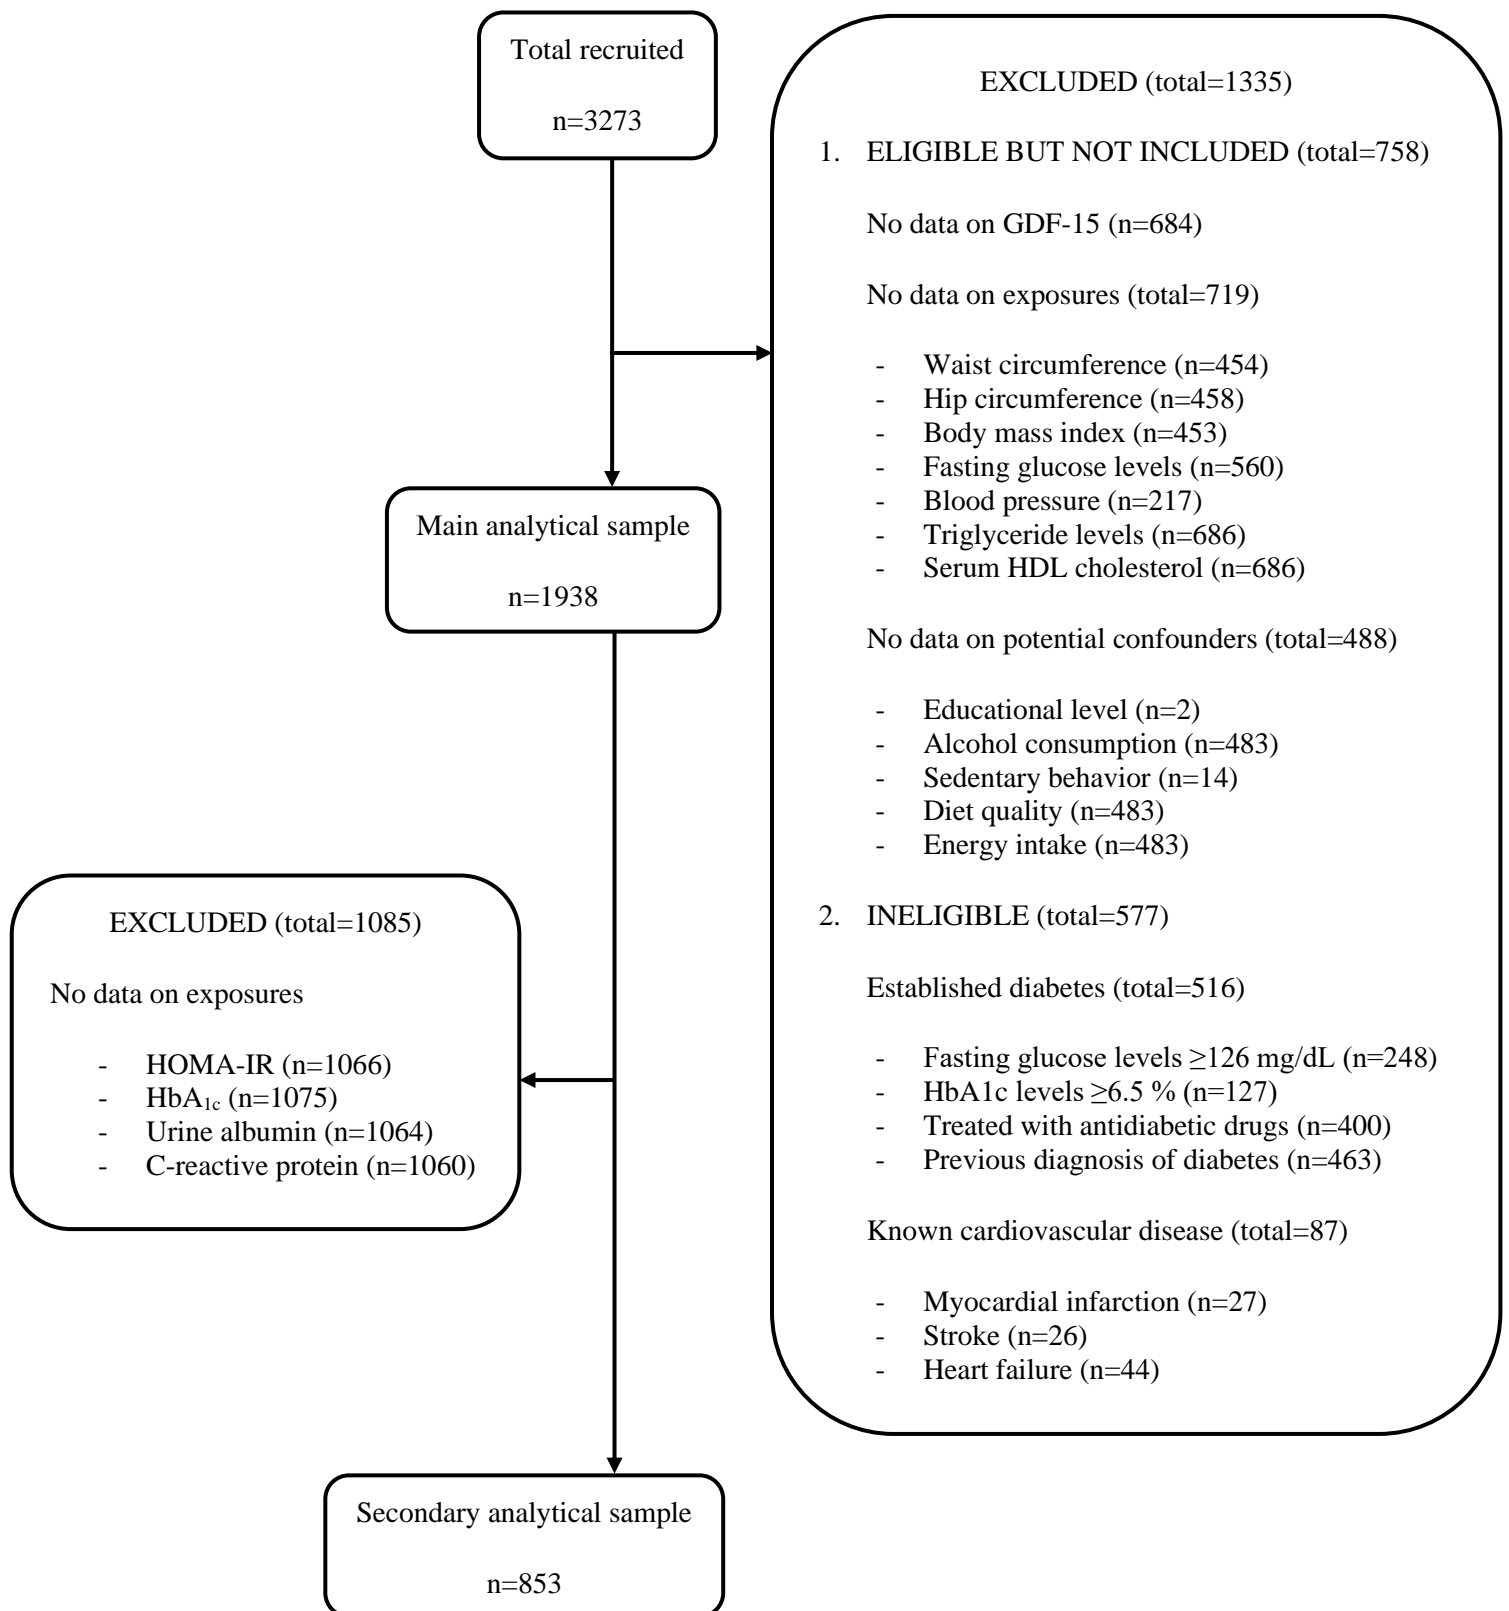 Total recruited
n=3273
EXCLUDED (total=1335)
1. ELIGIBLE BUT NOT INCLUDED (total=758)
No data on GDF-15 (n=684)
No data on exposures (total=719)
- Waist circumference (n=454)
- Hip circumference (n=458)
- Body mass index (n=453)
- Fasting glucose levels (n=560)
- Blood pressure (n=217)
- Triglyceride levels (n=686)
- Serum HDL cholesterol (n=686)
No data on potential confounders (total=488)
- Educational level (n=2)
- Alcohol consumption (n=483)
- Sedentary behavior (n=14)
- Diet quality (n=483)
- Energy intake (n=483)
2. INELIGIBLE (total=577)
Established diabetes (total=516)
- Fasting glucose levels ≥126 mg/dL (n=248)
- HbA1c levels ≥6.5 % (n=127)
- Treated with antidiabetic drugs (n=400)
- Previous diagnosis of diabetes (n=463)
Known cardiovascular disease (total=87)
- Myocardial infarction (n=27)
- Stroke (n=26)
- Heart failure (n=44)
Main analytical sample
n=1938
EXCLUDED (total=1085)
No data on exposures
- HOMA-IR (n=1066)
- HbA1c (n=1075)
- Urine albumin (n=1064)
- C-reactive protein (n=1060)
Secondary analytical sample
n=853